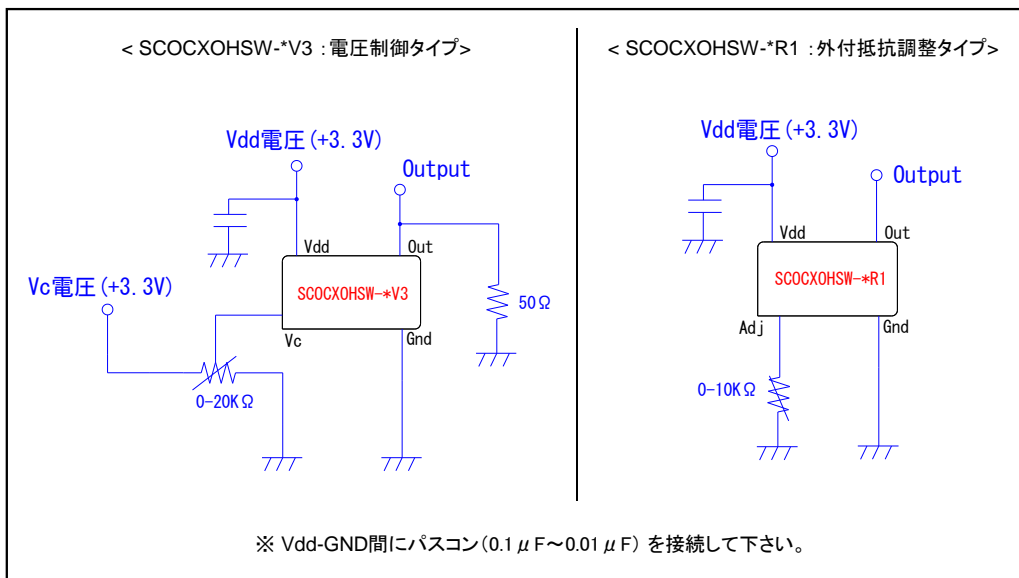 < SCOCXOHSW-*V3 :電圧制御タイプ>
Vdd電圧(+3.3V)
Output
Vdd
Out
Vc電圧(+3.3V)
SCOCXOHSW-*V3
50Ω
Vc
Gnd
0-20KΩ
< SCOCXOHSW-*R1 :外付抵抗調整タイプ>
Vdd電圧(+3.3V)
Output
Vdd
Out
SCOCXOHSW-*R1
Adj
Gnd
0-10KΩ
※ Vdd-GND間にパスコン(0.1μF~0.01μF) を接続して下さい。